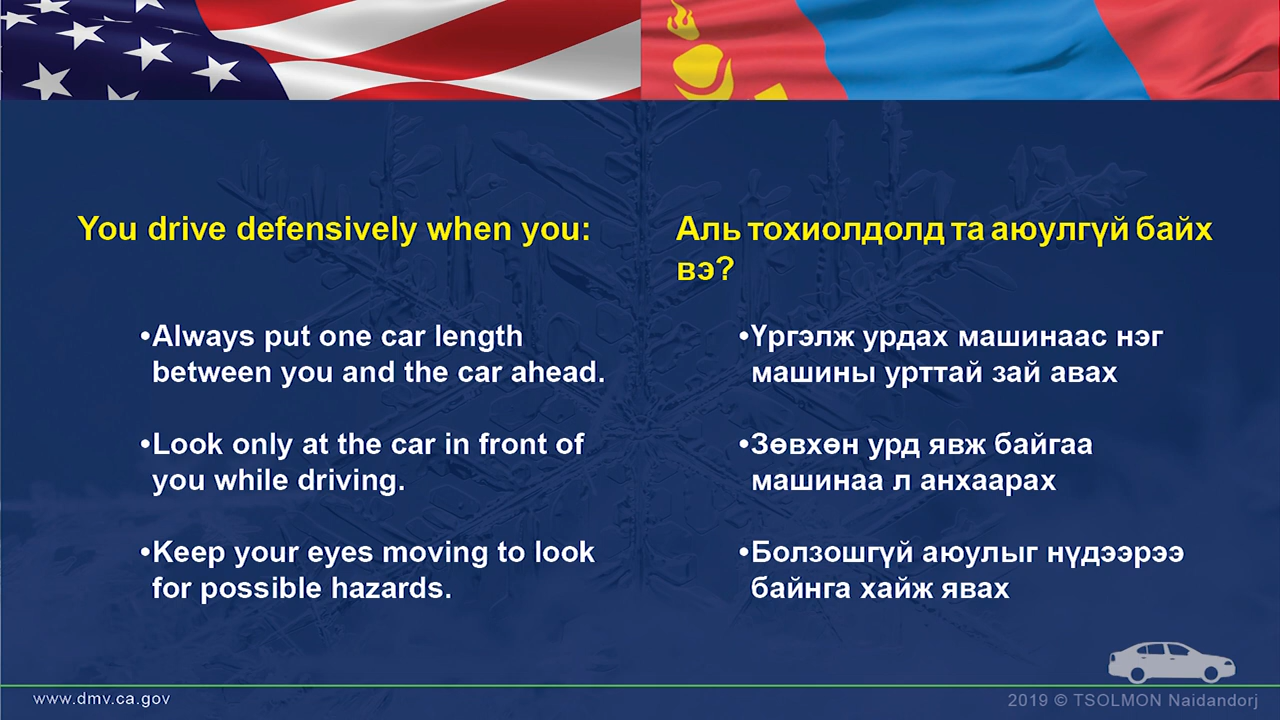 You drive defensively when you:
•Always put one car length
between you and the car ahead.
•Look only at the car in front of
you while driving.
•Keep your eyes moving to look
for possible hazards.
Аль тохиолдолд та аюулгүй байх
вэ?
•Үргэлж урдах машинаас нэг
машины урттай зай авах
•Зөвхөн урд явж байгаа
машинаа л анхаарах
•Болзошгүй аюулыг нүдээрээ
байнга хайж явах
www.dmv.ca.gov
2019 © TSOLMON Naidandorj